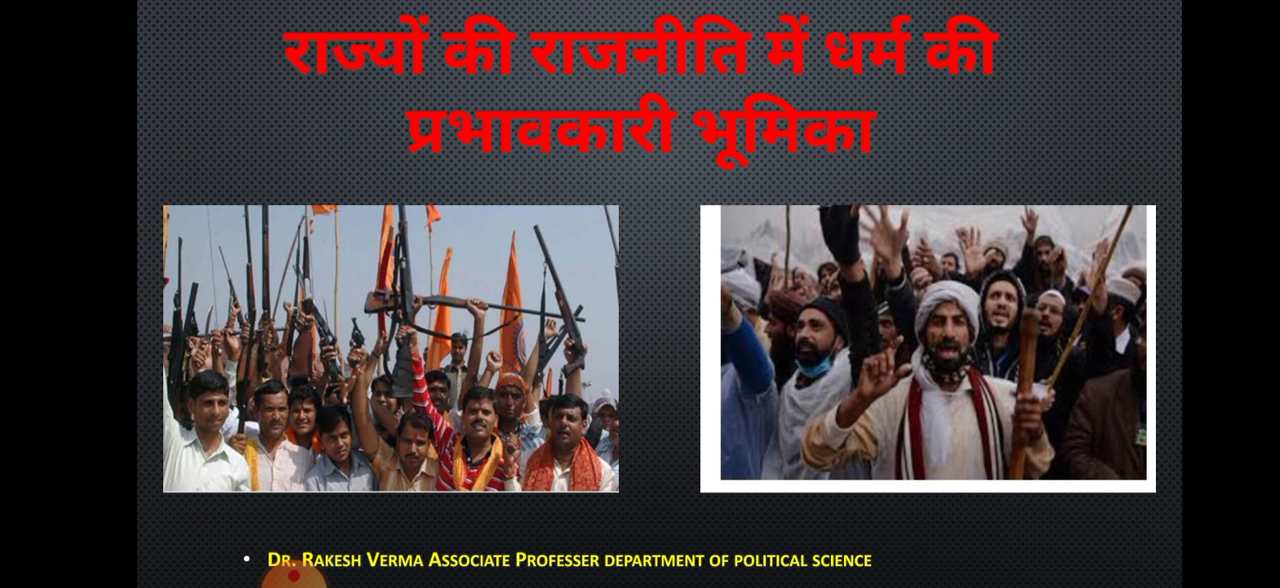 राज्यों की राजनीति में धर्म की
प्रभावकारी भूमिका
• DR. RAKESH VERMA ASSOCIATE PROFESSER DEPARTMENT OF POLITICAL SCIENCE